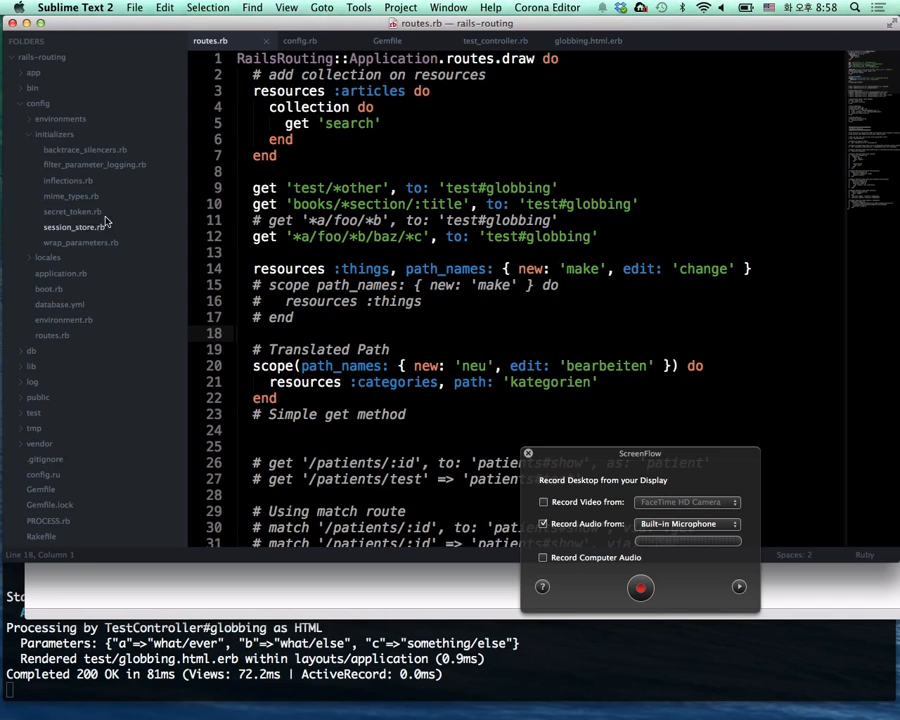 Sublime Text 2 File Edit Selection Find View Goto Tools Project Window Help Corona Editor 화 오후 8:58
routes.rb — rails-routing
FOLDERS
rails-routing
app
bin
config
environments
initializers
backtrace_silencers.rb
filter_parameter_logging.rb
inflections.rb
mime_types.rb
secret_token.rb
session_store.rb
wrap_parameters.rb
locales
application.rb
boot.rb
database.yml
environment.rb
routes.rb
db
lib
log
public
test
tmp
vendor
.gitignore
config.ru
Gemfile
Gemfile.lock
PROCESS.rb
Rakefile
routes.rb config.rb Gemfile test_controller.rb globbing.html.erb
1 RailsRouting::Application.routes.draw do
2 # add collection on resources
3 resources :articles do
4 collection do
5 get 'search'
6 end
7 end
8
9 get 'test/*other', to: 'test#globbing'
10 get 'books/*section/:title', to: 'test#globbing'
11 # get '*a/foo/*b', to: 'test#globbing'
12 get '*a/foo/*b/baz/*c', to: 'test#globbing'
13
14 resources :things, path_names: { new: 'make', edit: 'change' }
15 # scope path_names: { new: 'make' } do
16 #   resources :things
17 # end
18
19 # Translated Path
20 scope(path_names: { new: 'neu', edit: 'bearbeiten' }) do
21 resources :categories, path: 'kategorien'
22 end
23 # Simple get method
24
25
26 # get '/patients/:id', to: 'patients#show', as: 'patient'
27 # get '/patients/test' => 'patients
28
29 # Using match route
30 # match '/patients/:id', to:
31 # match '/patients/:id', to:
ScreenFlow
Record Desktop from your Display
Record Video from: FaceTime HD Camera
Record Audio from: Built-in Microphone
Record Computer Audio
?
Line 18, Column 1 Spaces: 2 Ruby
Processing by TestController#globbing as HTML
Parameters: {"a"=>"what/ever", "b"=>"what/else", "c"=>"something/else"}
Rendered test/globbing.html.erb within layouts/application (0.9ms)
Completed 200 OK in 81ms (Views: 72.2ms | ActiveRecord: 0.0ms)